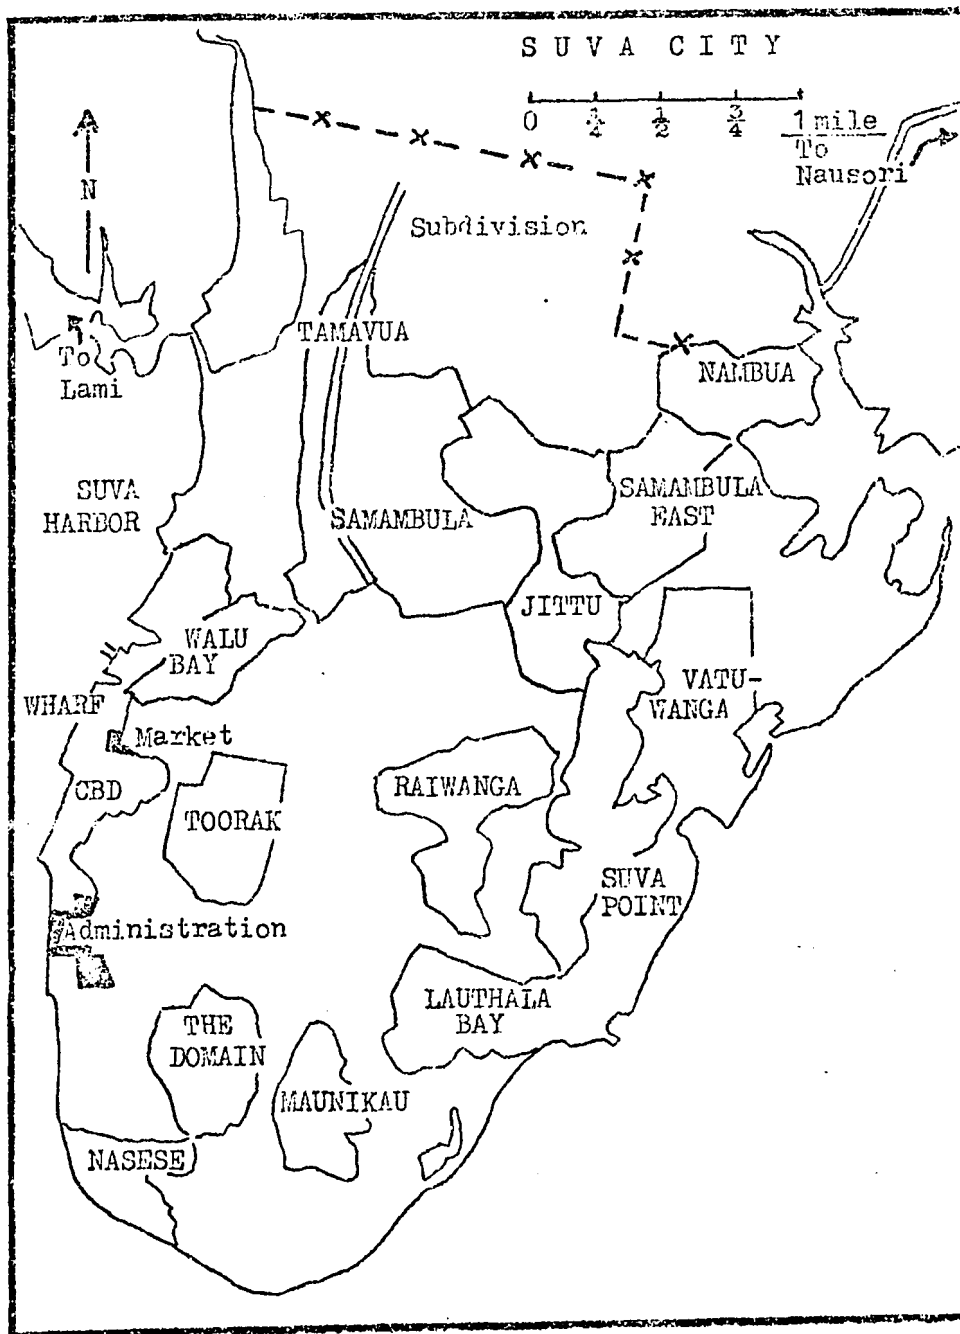 SUVA CITY
0 1/4 1/2 3/4 1 mile
To
Nausori
N
Subdivision
TAMAVUA
To
Lami
NAMBUA
SUVA
HARBOR
SAMAMBULA
SAMAMBULA
EAST
JITTU
WALU
BAY
WHARF
VATU-
WANGA
Market
CBD
TOORAK
RAIWANGA
SUVA
POINT
Administration
LAUTHALA
BAY
THE
DOMAIN
MAUNIKAU
NASESE